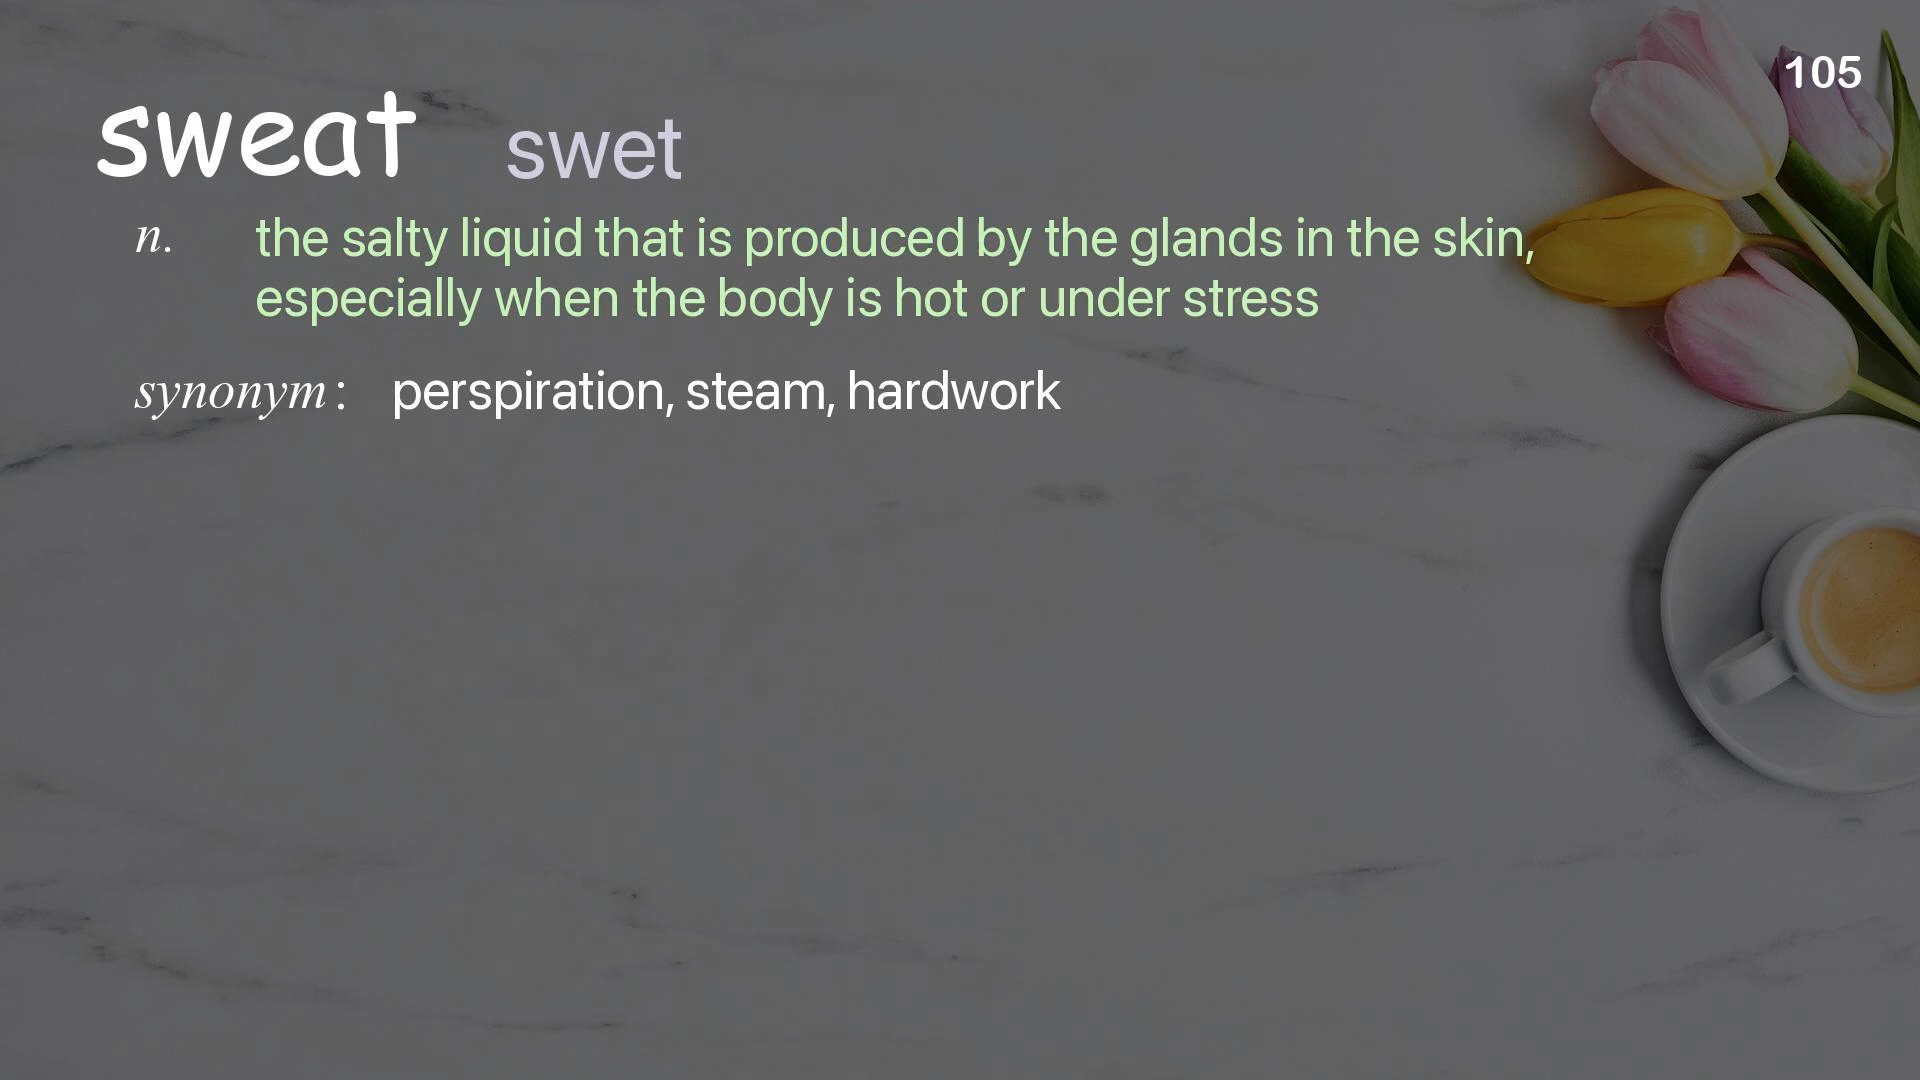 105
sweat swet
n. the salty liquid that is produced by the glands in the skin,
especially when the body is hot or under stress
synonym: perspiration, steam, hardwork